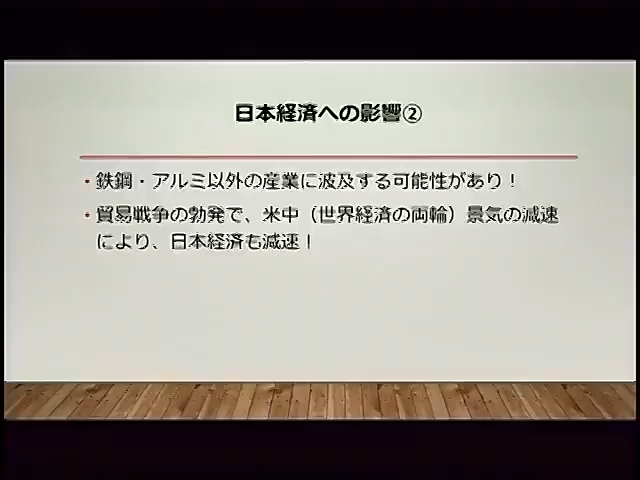 日本経済への影響②
・鉄鋼・アルミ以外の産業に波及する可能性があり！
・貿易戦争の勃発で、米中（世界経済の両輪）景気の減速
により、日本経済も減速！